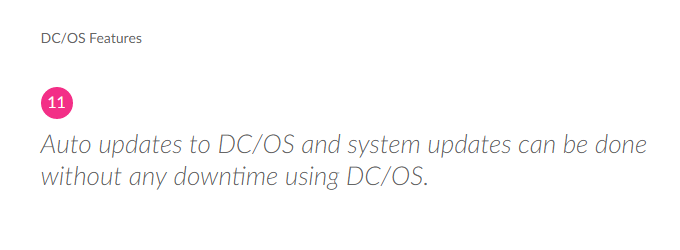 DC/OS Features
11
Auto updates to DC/OS and system updates can be done
without any downtime using DC/OS.